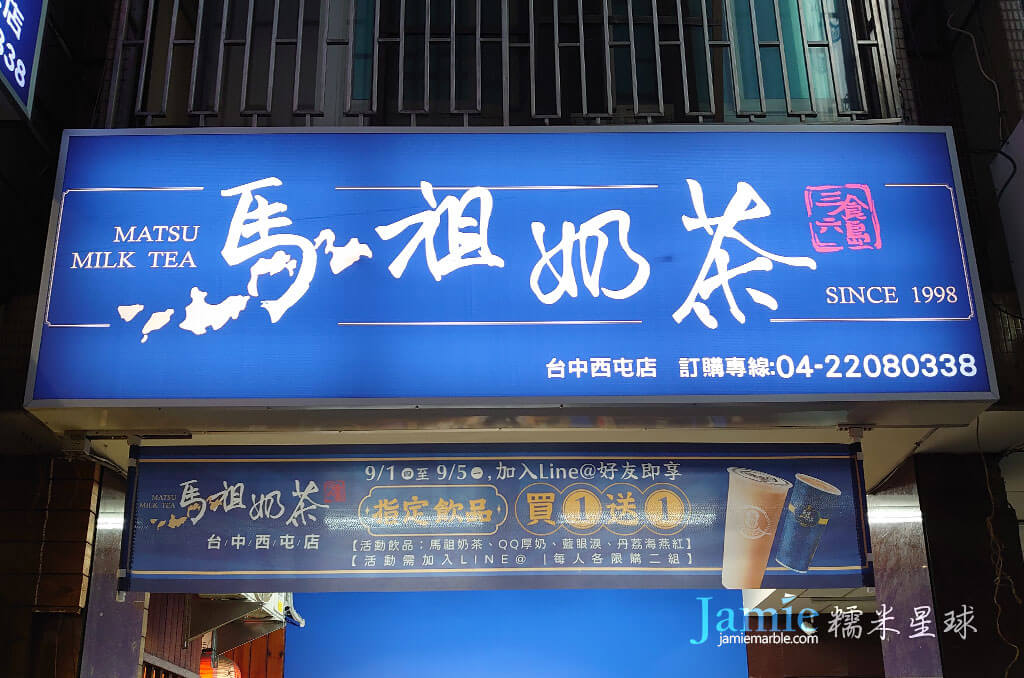 店
338
MATSU
MILK TEA
馬祖奶茶
SINCE 1998
台中西屯店 訂購專線:04-22080338
MATSU
MILK TEA
馬祖奶茶
台/中/西/屯/店
9/1 至 9/5 ,加入Line@好友即享
指定飲品 買1送1
【活動飲品:馬祖奶茶、QQ厚奶、藍眼淚、丹荔海燕紅】
【活動需加入LINE@ |每人各限購二組】
Jamie 糯米星球
jamiemarble.com